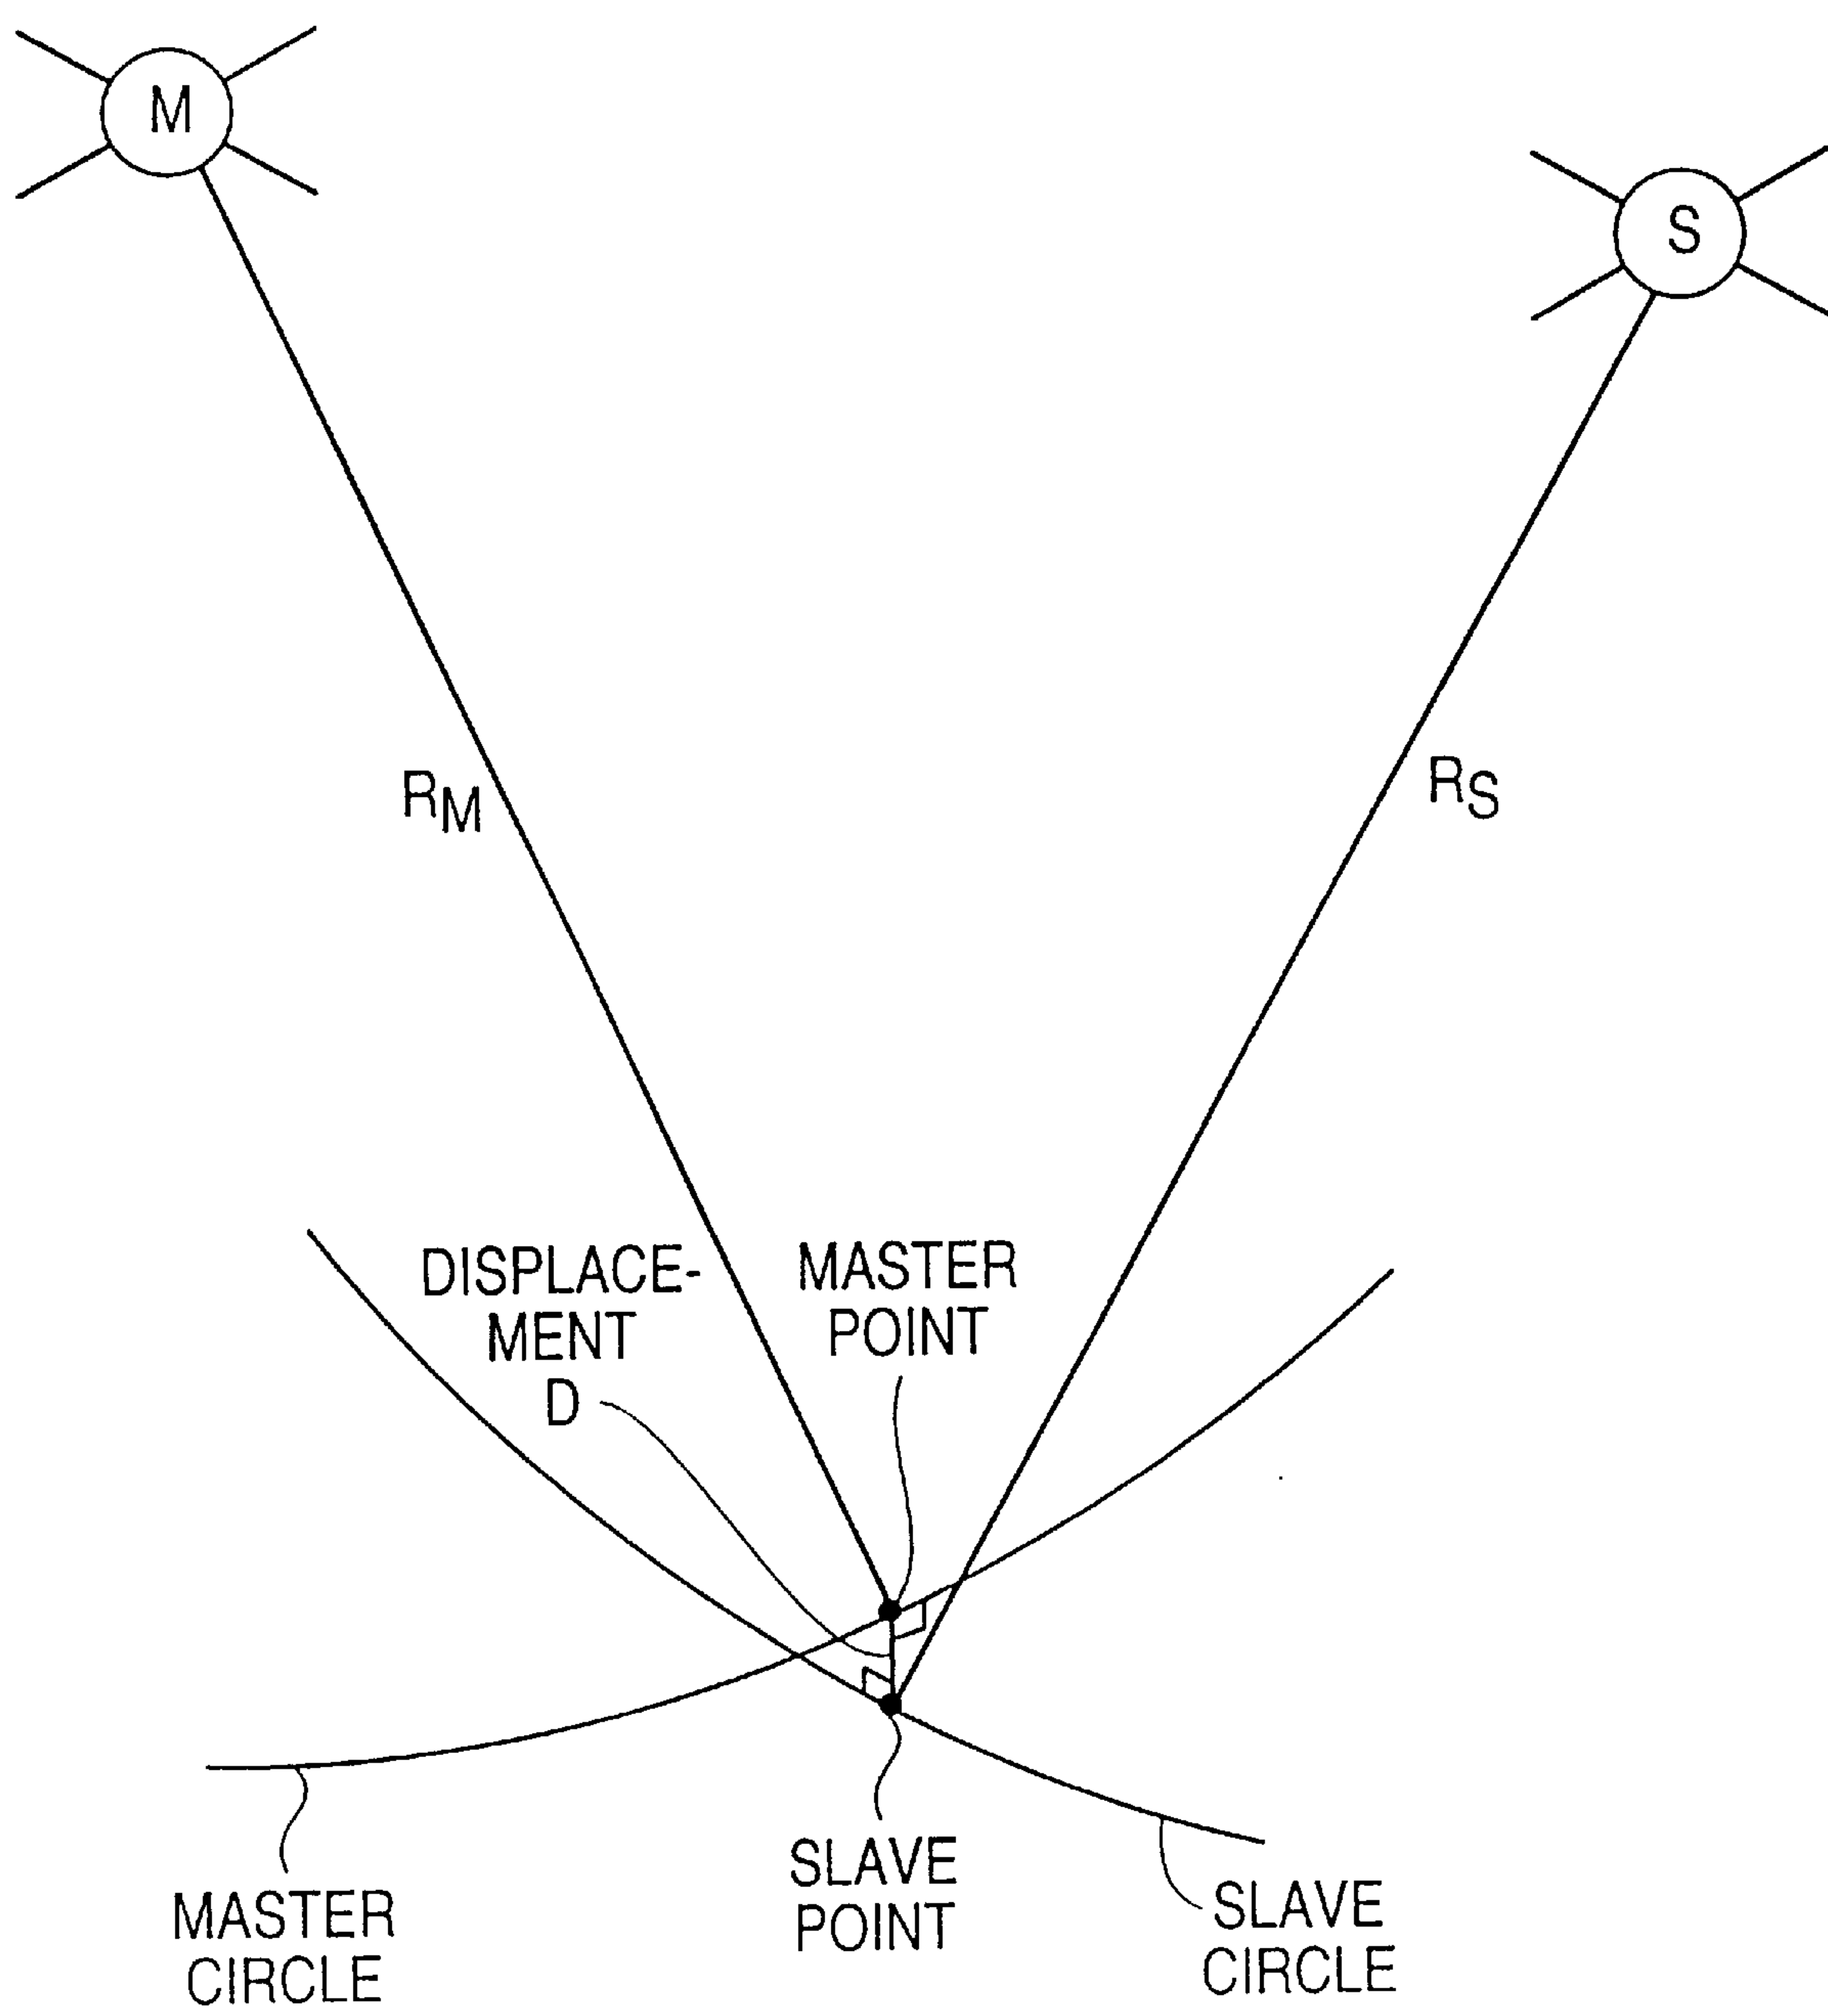 M
S
RM
RS
DISPLACE-
MENT
D
MASTER
POINT
SLAVE
POINT
MASTER
CIRCLE
SLAVE
CIRCLE